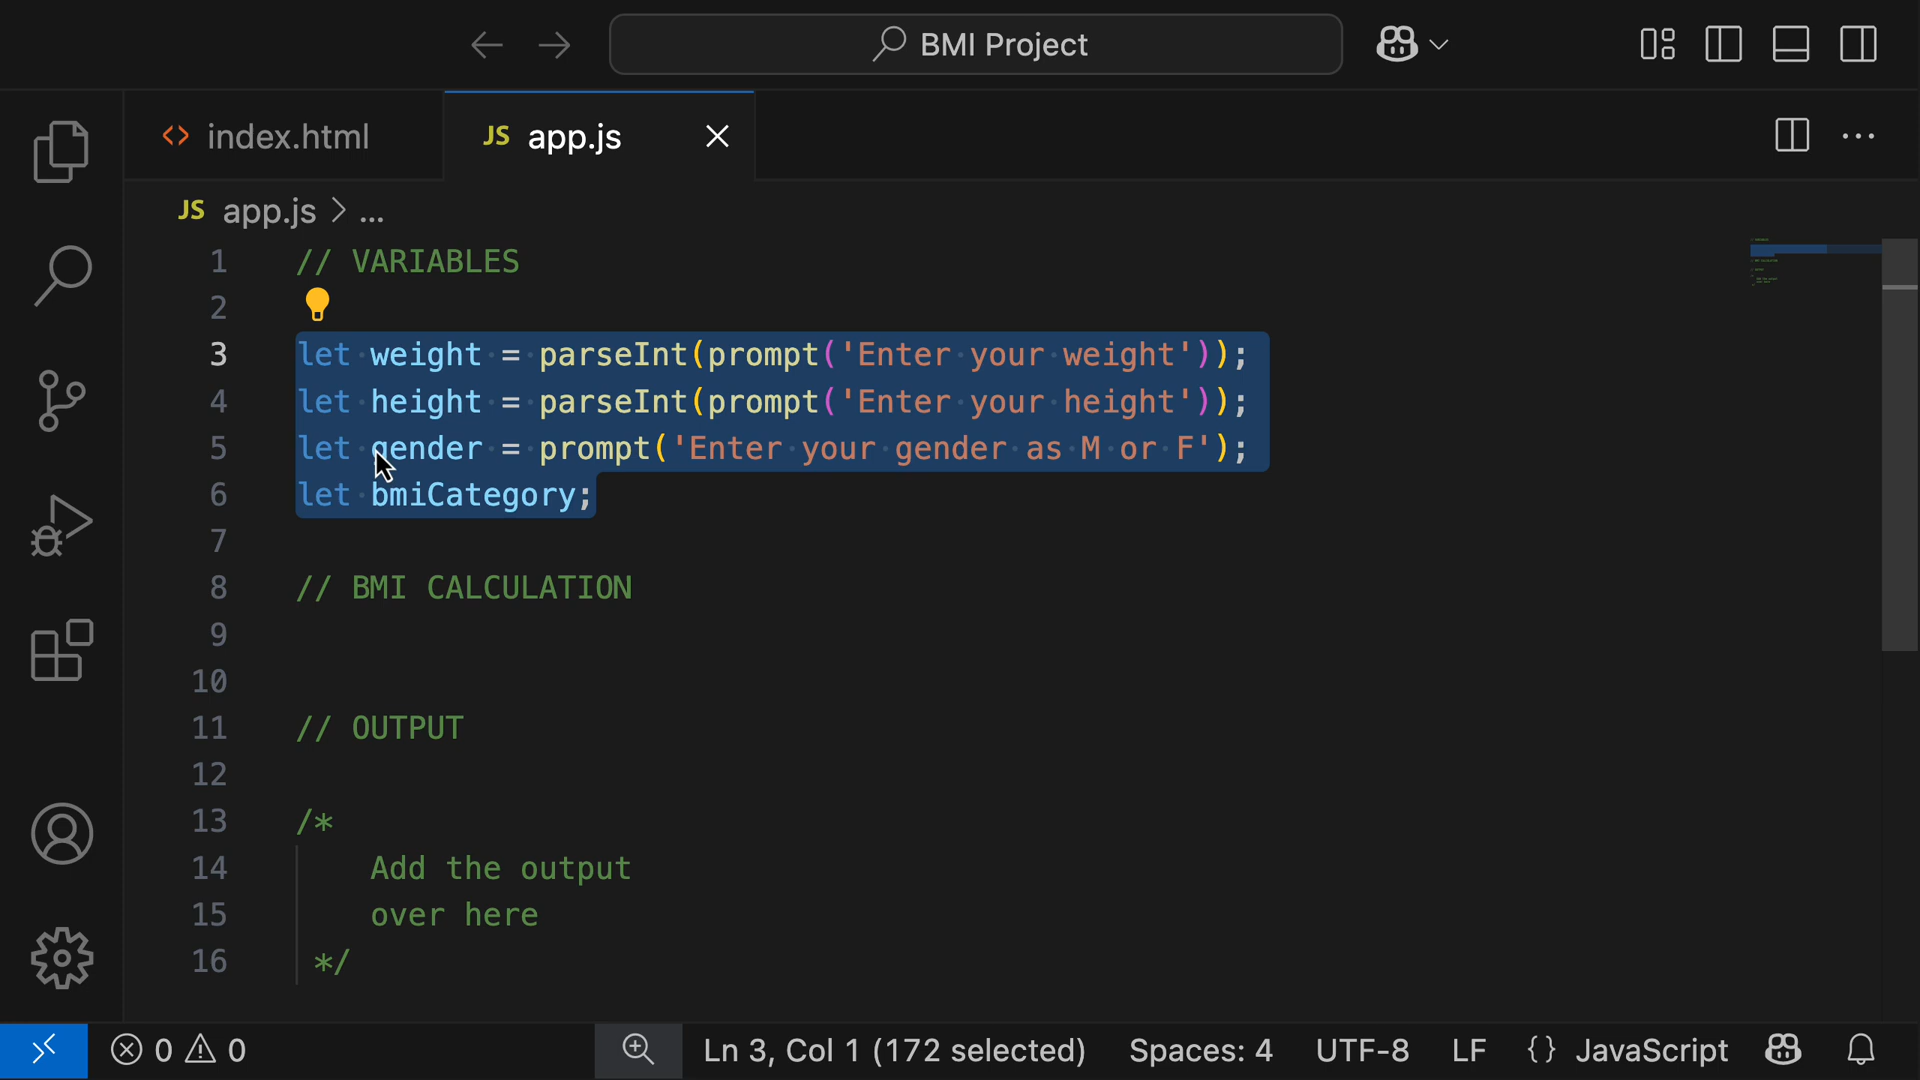 BMI Project
index.html
JS app.js
JS app.js > ...
1 // VARIABLES
2
3 let weight = parseInt(prompt('Enter your weight'));
4 let height = parseInt(prompt('Enter your height'));
5 let gender = prompt('Enter your gender as M or F');
6 let bmiCategory;
7
8 // BMI CALCULATION
9
10
11 // OUTPUT
12
13 /*
14 Add the output
15 over here
16 */
0 0 Ln 3, Col 1 (172 selected) Spaces: 4 UTF-8 LF {} JavaScript